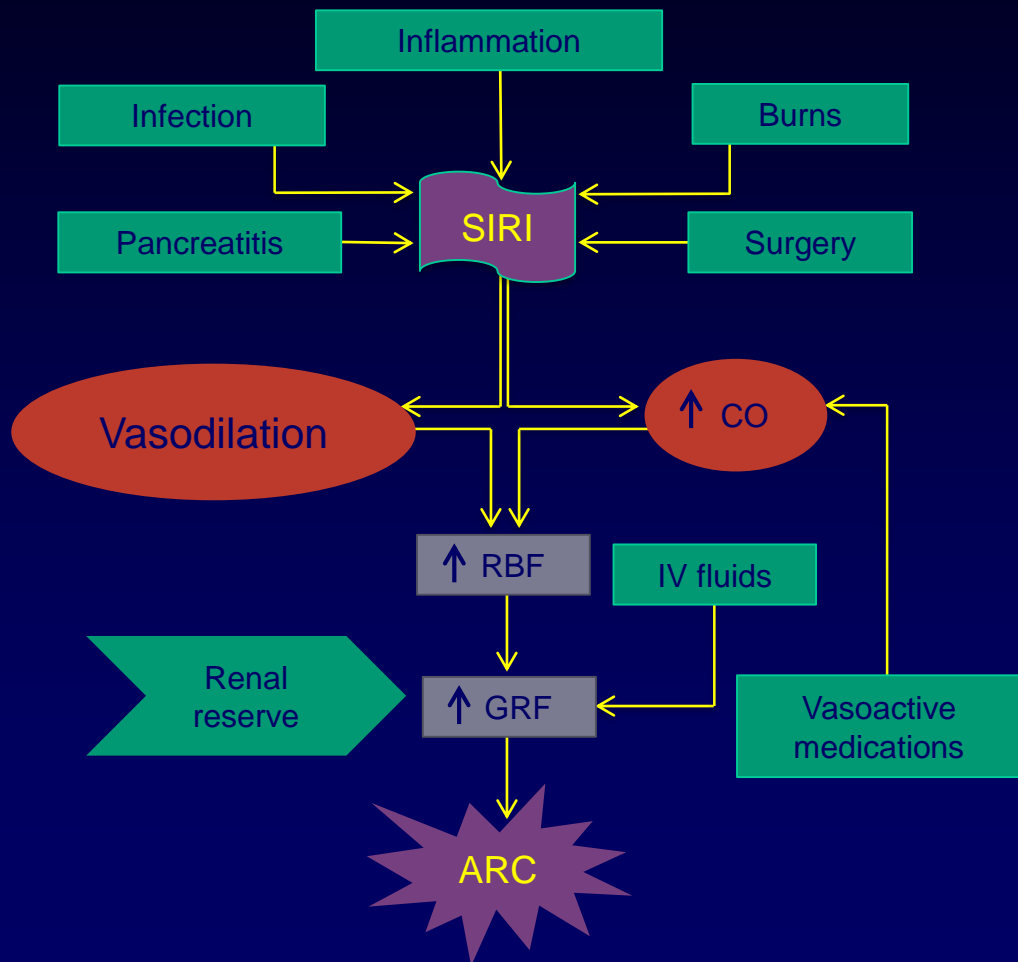 Inflammation
Infection
Burns
SIRI
Pancreatitis
Surgery
Vasodilation
↑ CO
↑ RBF
IV fluids
Renal
reserve
↑ GRF
Vasoactive
medications
ARC